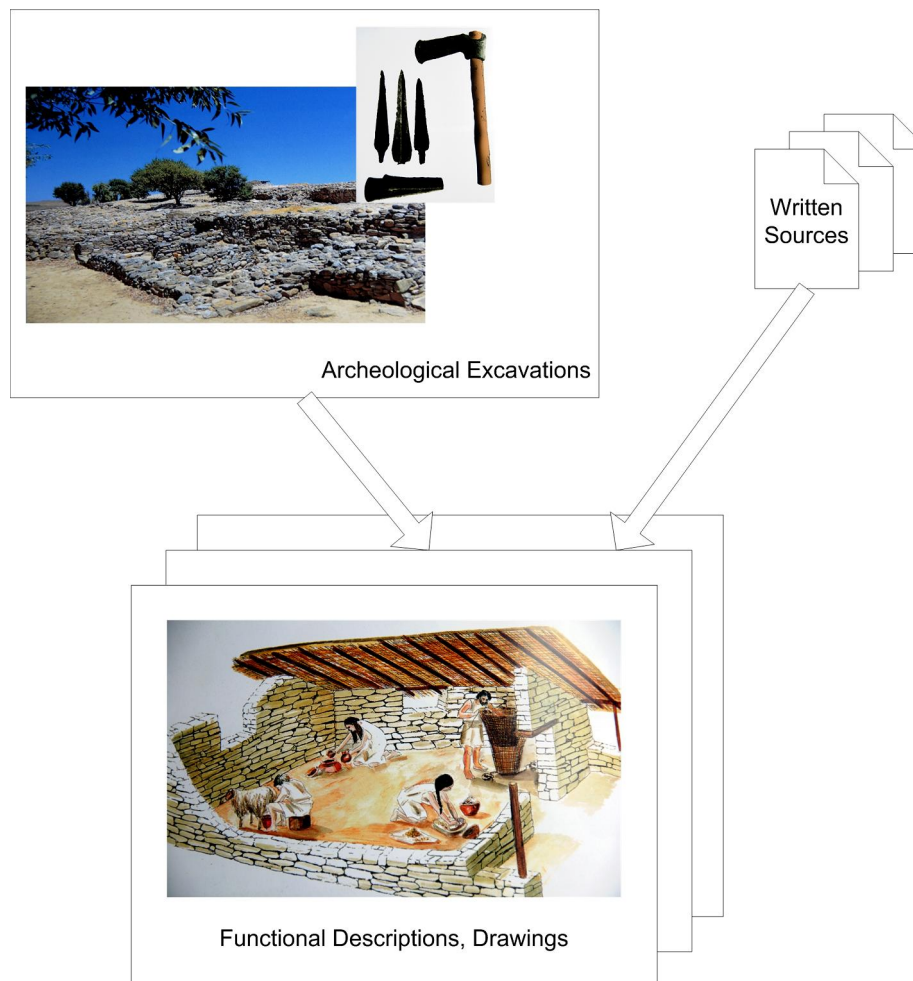 Written
Sources
Archeological Excavations
Functional Descriptions, Drawings